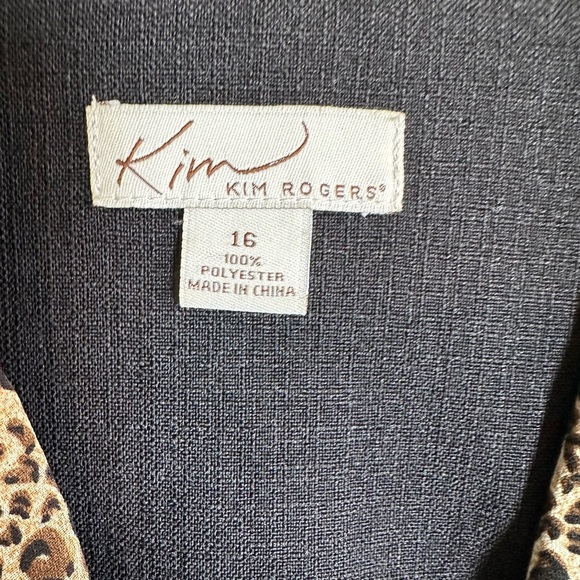 Kim
KIM ROGERS®
16
100%
POLYESTER
MADE IN CHINA